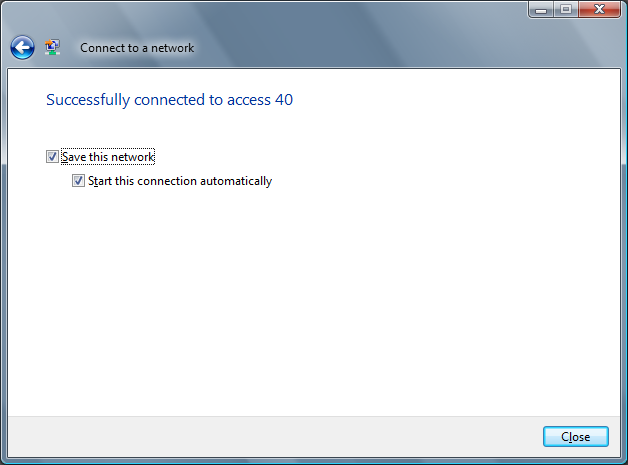 Connect to a network
Successfully connected to access 40
Save this network
Start this connection automatically
Close